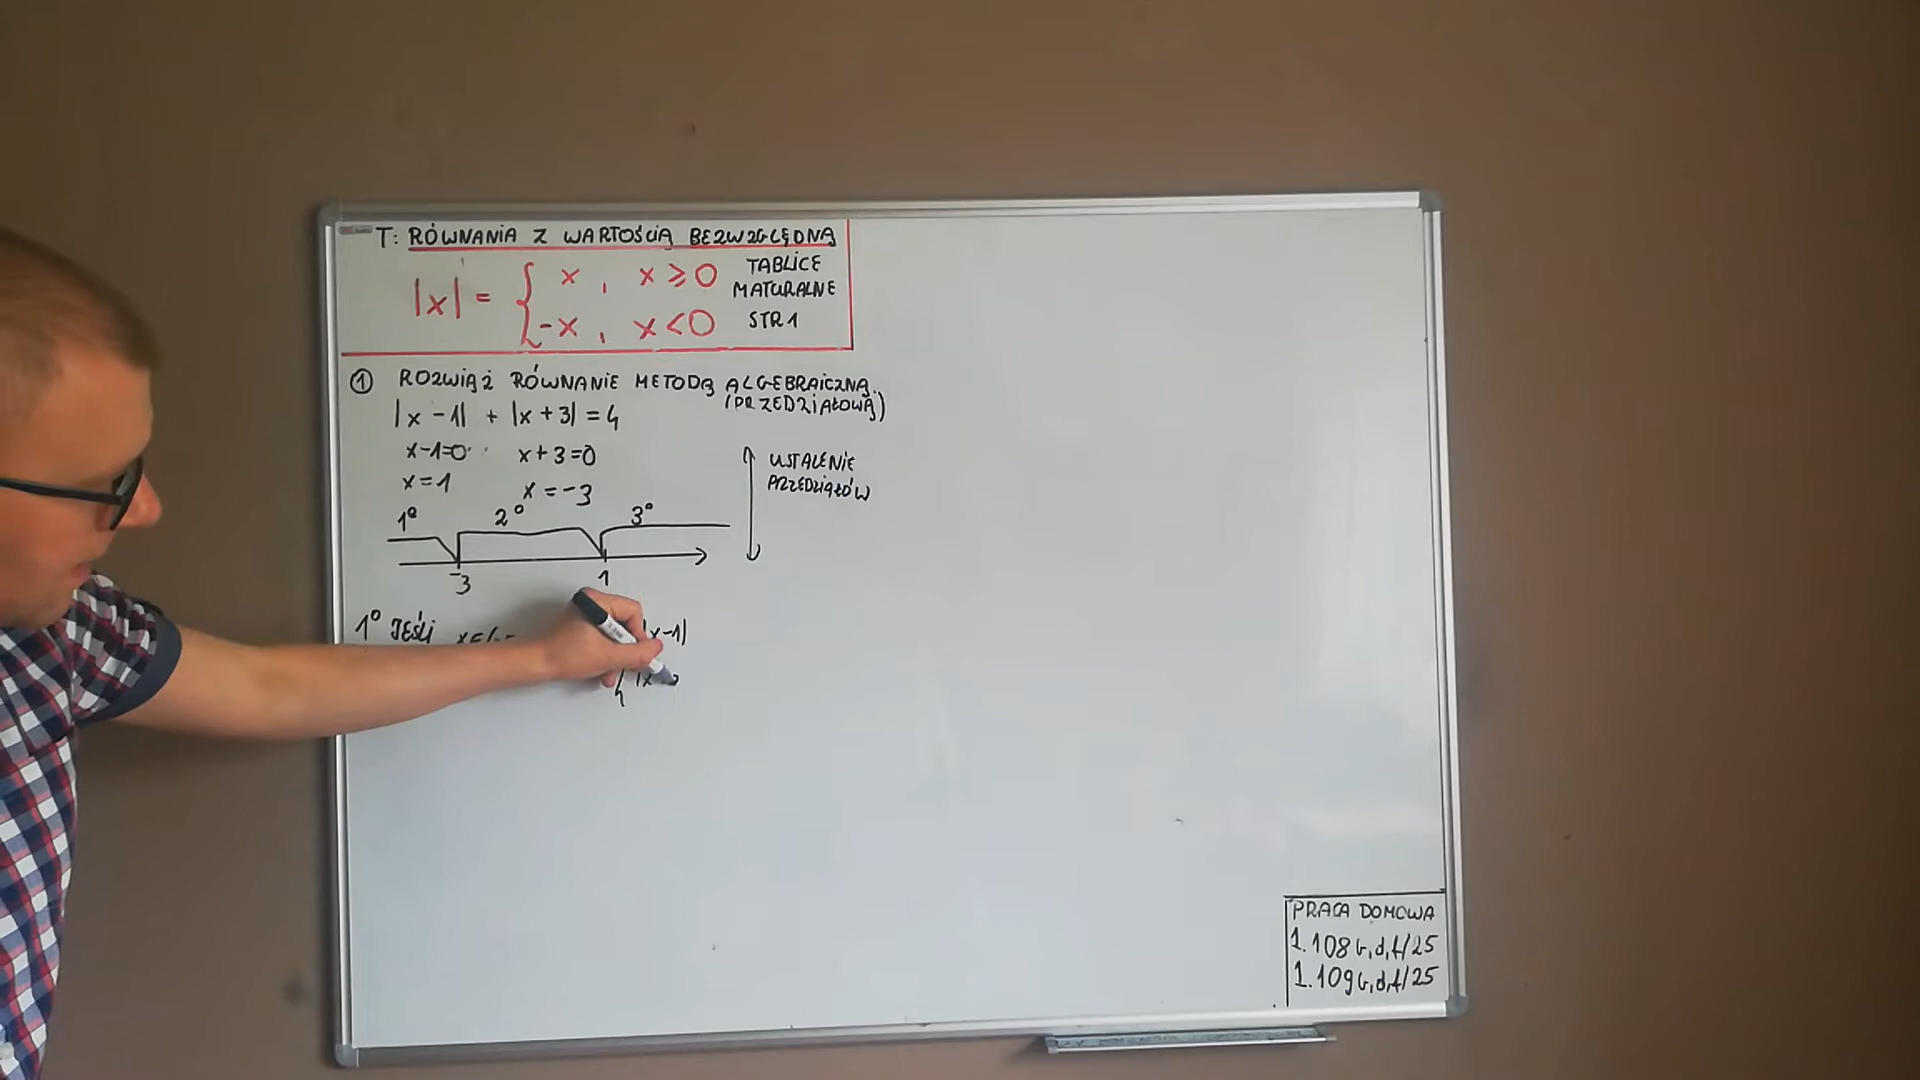 T: RÓWNANIA Z WARTOŚCIĄ BEZWZGLĘDNĄ
|x| = { x , x ≥ 0
-x , x < 0
TABLICE
MATURALNE
STR 1
① ROZWIĄŻ RÓWNANIE METODĄ ALGEBRAICZNĄ.
(PRZEDZIAŁOWĄ)
|x - 1| + |x + 3| = 4
x-1=0 x+3=0
x=1 x=-3
USTALENIE
PRZEDZIAŁÓW
1° 2° 3°
-3 1
1° JEŚLI x∈(-∞ |x-1|
|x
PRACA DOMOWA
1.108 b,d,f/25
1.109 b,d,f/25